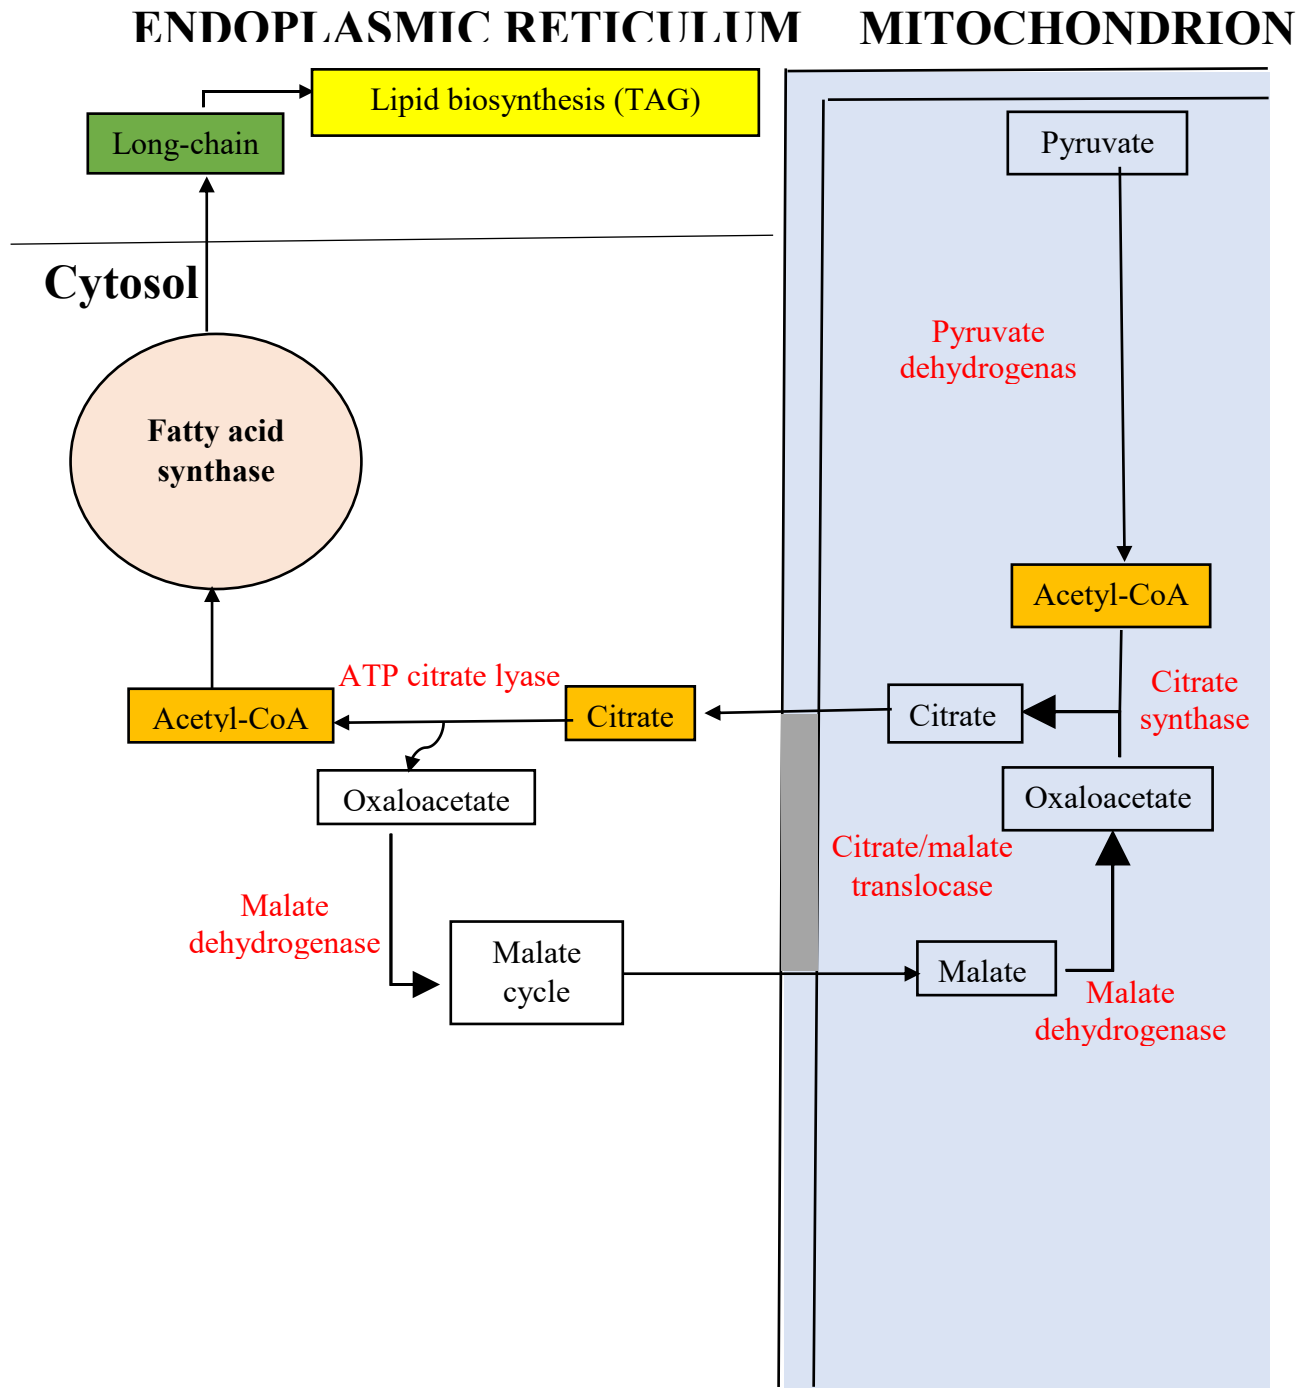 ENDOPLASMIC RETICULUM
MITOCHONDRION
Lipid biosynthesis (TAG)
Long-chain
Pyruvate
Cytosol
Pyruvate
dehydrogenas
Fatty acid
synthase
Acetyl-CoA
ATP citrate lyase
Citrate
synthase
Acetyl-CoA
Citrate
Citrate
Oxaloacetate
Oxaloacetate
Citrate/malate
translocase
Malate
dehydrogenase
Malate
cycle
Malate
Malate
dehydrogenase